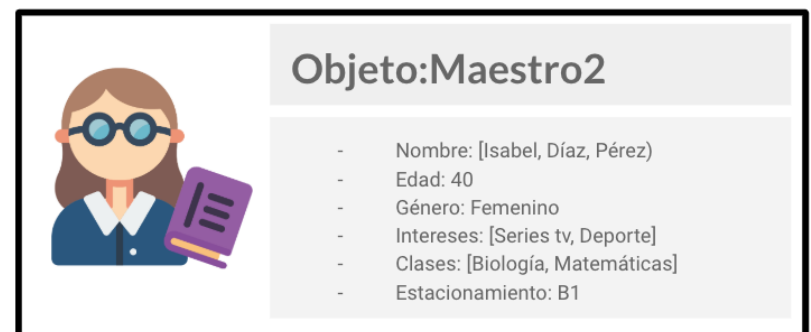 Objeto:Maestro2
- Nombre: [Isabel, Díaz, Pérez)
- Edad: 40
- Género: Femenino
- Intereses: [Series tv, Deporte]
- Clases: [Biología, Matemáticas]
- Estacionamiento: B1